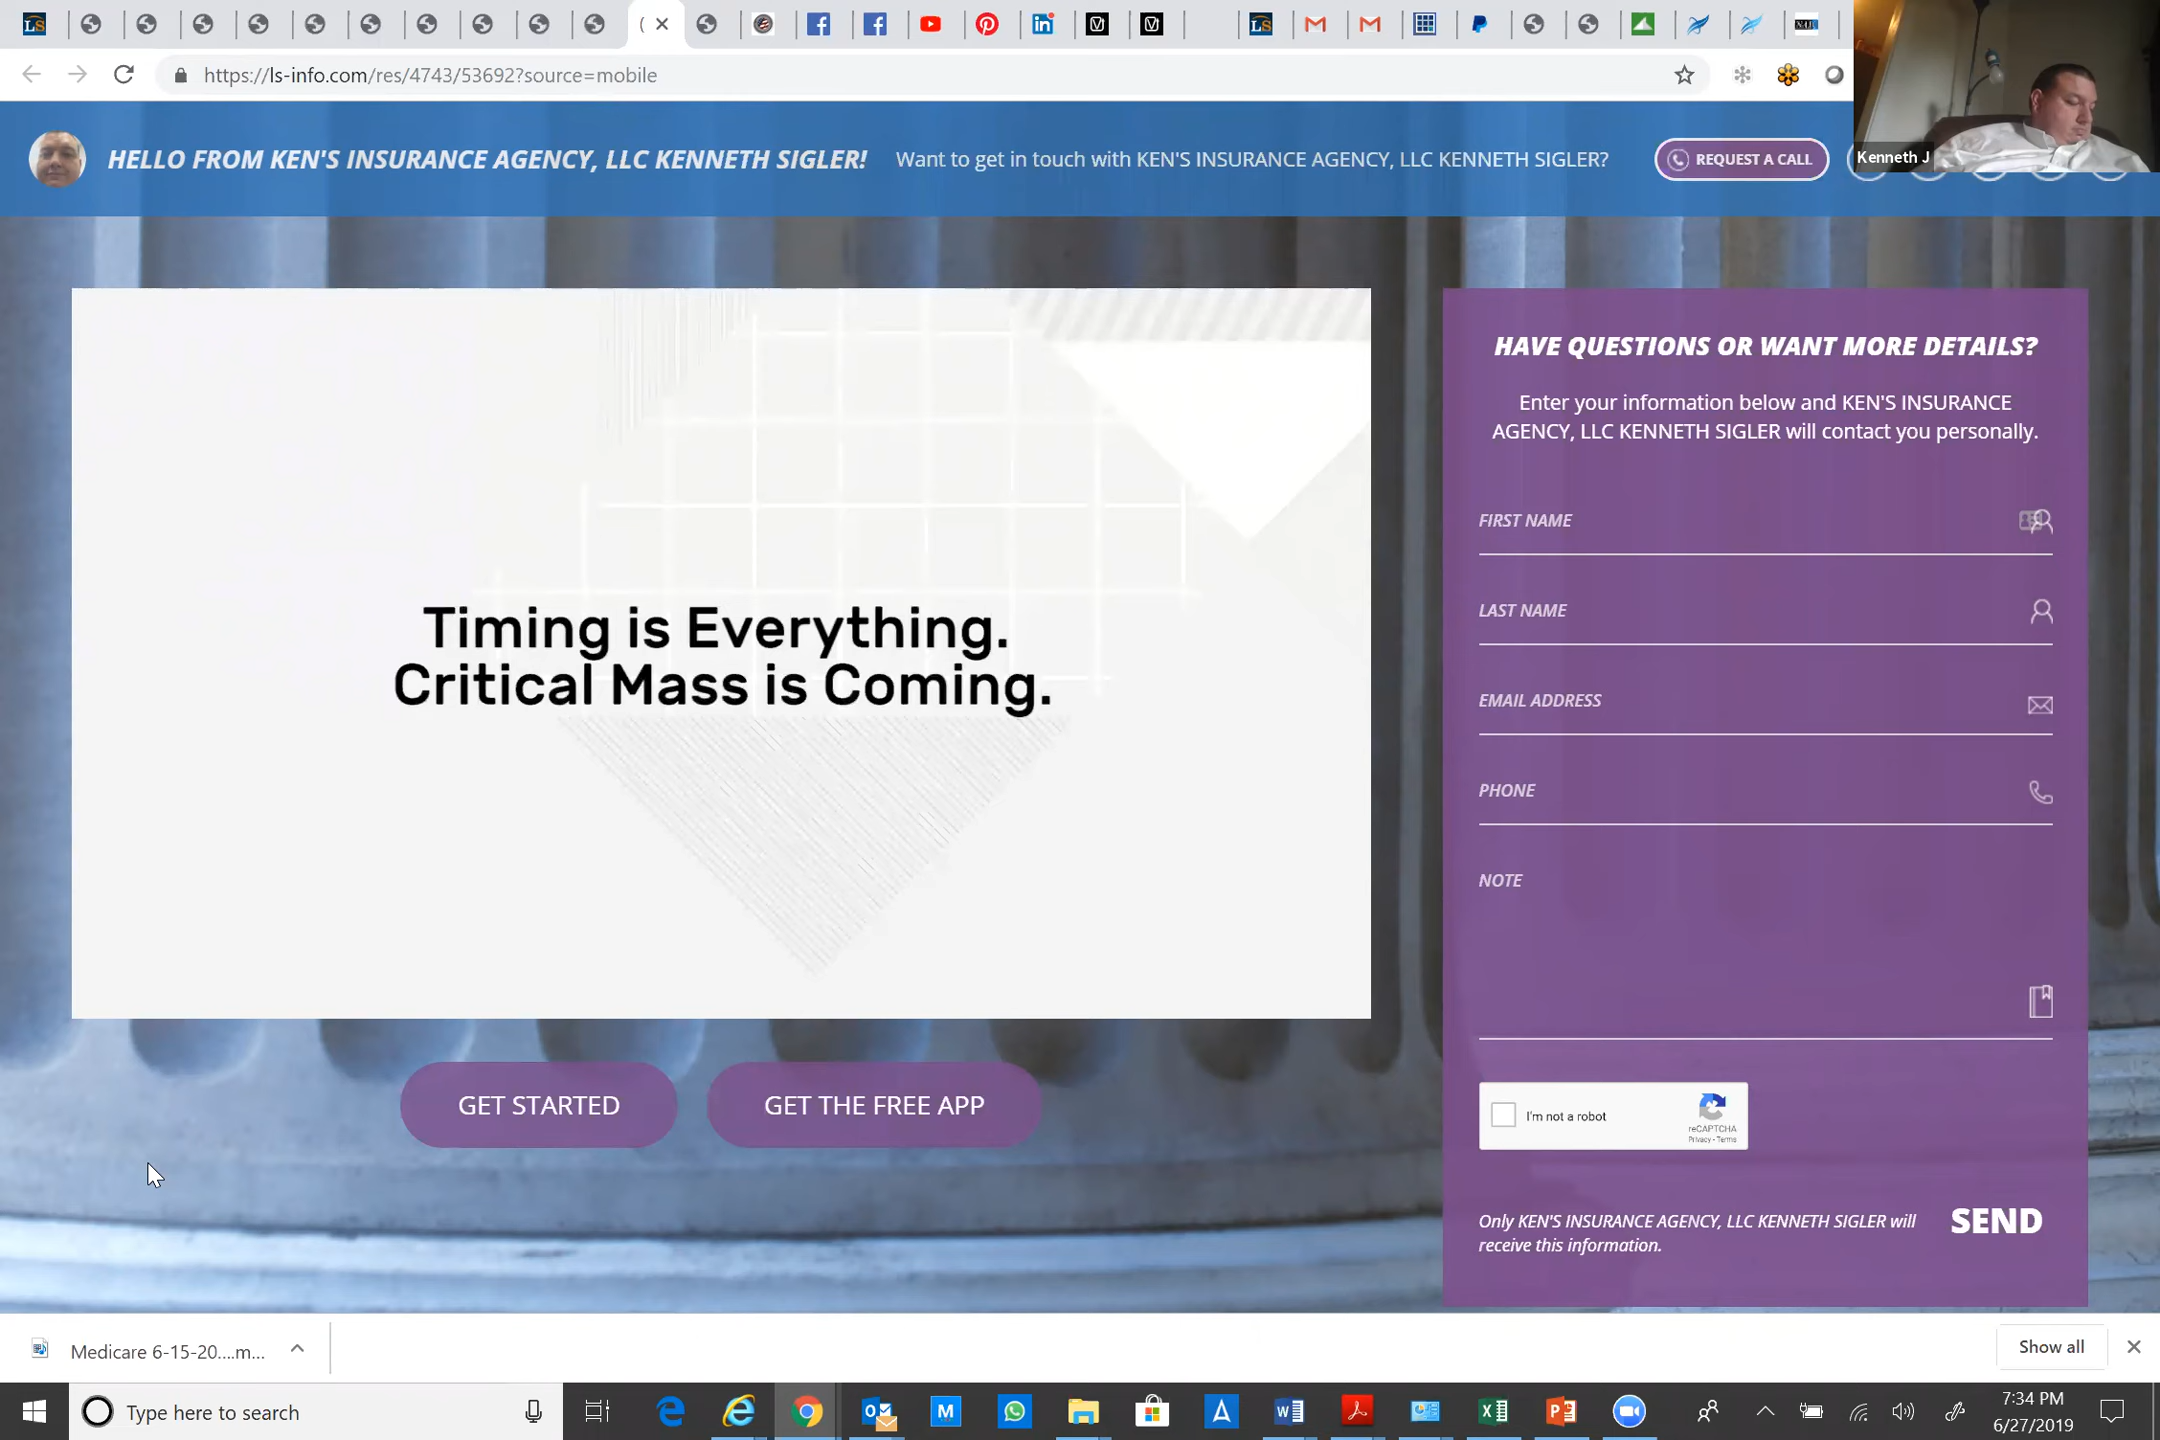 https://ls-info.com/res/4743/53692?source=mobile
Kenneth J
HELLO FROM KEN'S INSURANCE AGENCY, LLC KENNETH SIGLER!
Want to get in touch with KEN'S INSURANCE AGENCY, LLC KENNETH SIGLER?
REQUEST A CALL
Timing is Everything.
Critical Mass is Coming.
GET STARTED
GET THE FREE APP
HAVE QUESTIONS OR WANT MORE DETAILS?
Enter your information below and KEN'S INSURANCE
AGENCY, LLC KENNETH SIGLER will contact you personally.
FIRST NAME
LAST NAME
EMAIL ADDRESS
PHONE
NOTE
I'm not a robot
reCAPTCHA
Privacy - Terms
Only KEN'S INSURANCE AGENCY, LLC KENNETH SIGLER will
receive this information.
SEND
Medicare 6-15-20....m...
Show all
Type here to search
7:34 PM
6/27/2019